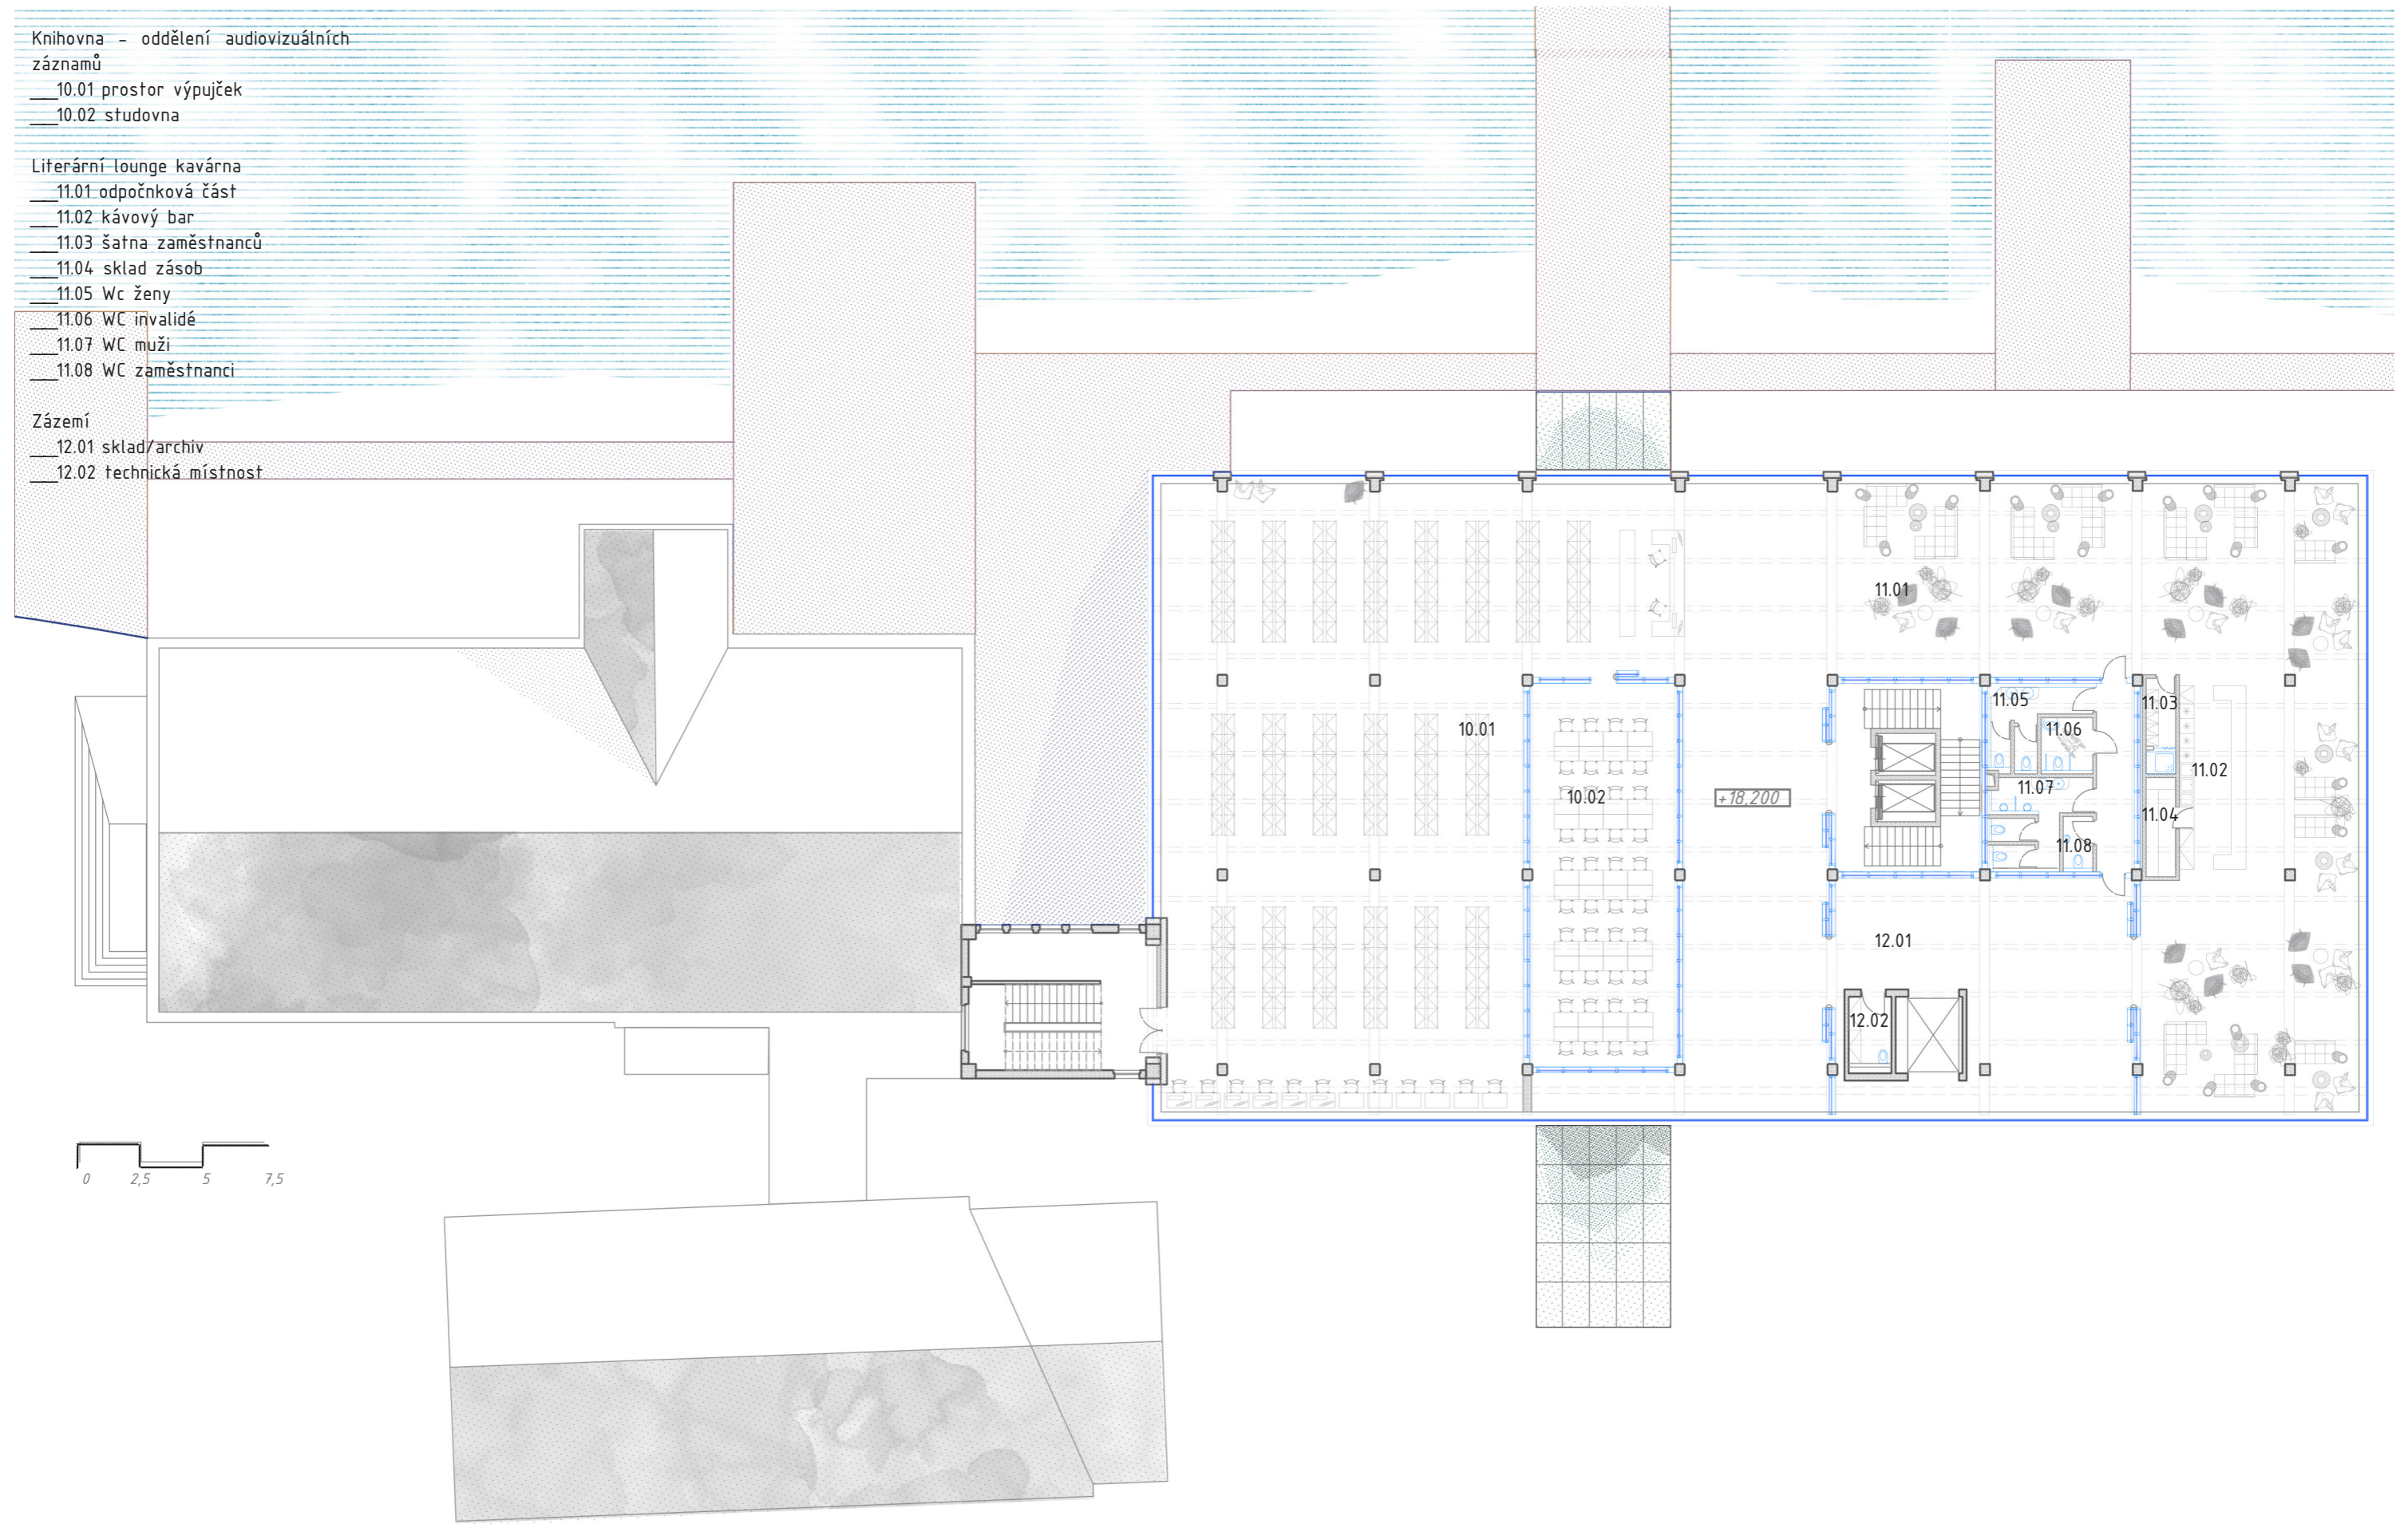 Knihovna - oddělení audiovizuálních
záznamů
___10.01 prostor výpujček
___10.02 studovna
Literární lounge kavárna
___11.01 odpočnková část
___11.02 kávový bar
___11.03 šatna zaměstnanců
___11.04 sklad zásob
___11.05 Wc ženy
___11.06 WC invalidé
___11.07 WC muži
___11.08 WC zaměstnanci
Zázemí
___12.01 sklad/archiv
___12.02 technická místnost
11.01
11.05
11.03
10.01
11.06
11.02
10.02
+18,200
11.07
11.04
11.08
12.01
12.02
0 2,5 5 7,5